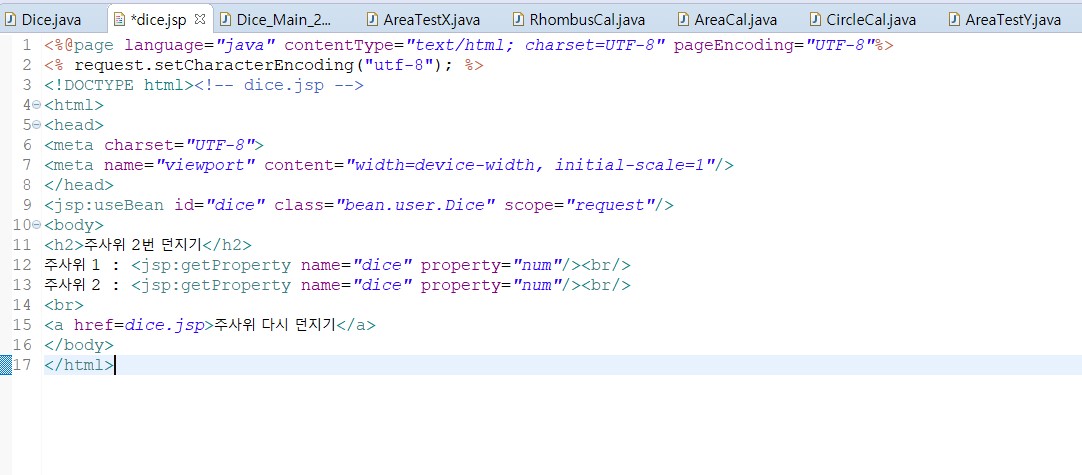 Dice.java *dice.jsp Dice_Main_2... AreaTestX.java RhombusCal.java AreaCal.java CircleCal.java AreaTestY.java
1 <%@page language="java" contentType="text/html; charset=UTF-8" pageEncoding="UTF-8"%>
2 <% request.setCharacterEncoding("utf-8"); %>
3 <!DOCTYPE html><!-- dice.jsp -->
4 <html>
5 <head>
6 <meta charset="UTF-8">
7 <meta name="viewport" content="width=device-width, initial-scale=1"/>
8 </head>
9 <jsp:useBean id="dice" class="bean.user.Dice" scope="request"/>
10 <body>
11 <h2>주사위 2번 던지기</h2>
12 주사위 1 : <jsp:getProperty name="dice" property="num"/><br/>
13 주사위 2 : <jsp:getProperty name="dice" property="num"/><br/>
14 <br>
15 <a href=dice.jsp>주사위 다시 던지기</a>
16 </body>
17 </html>